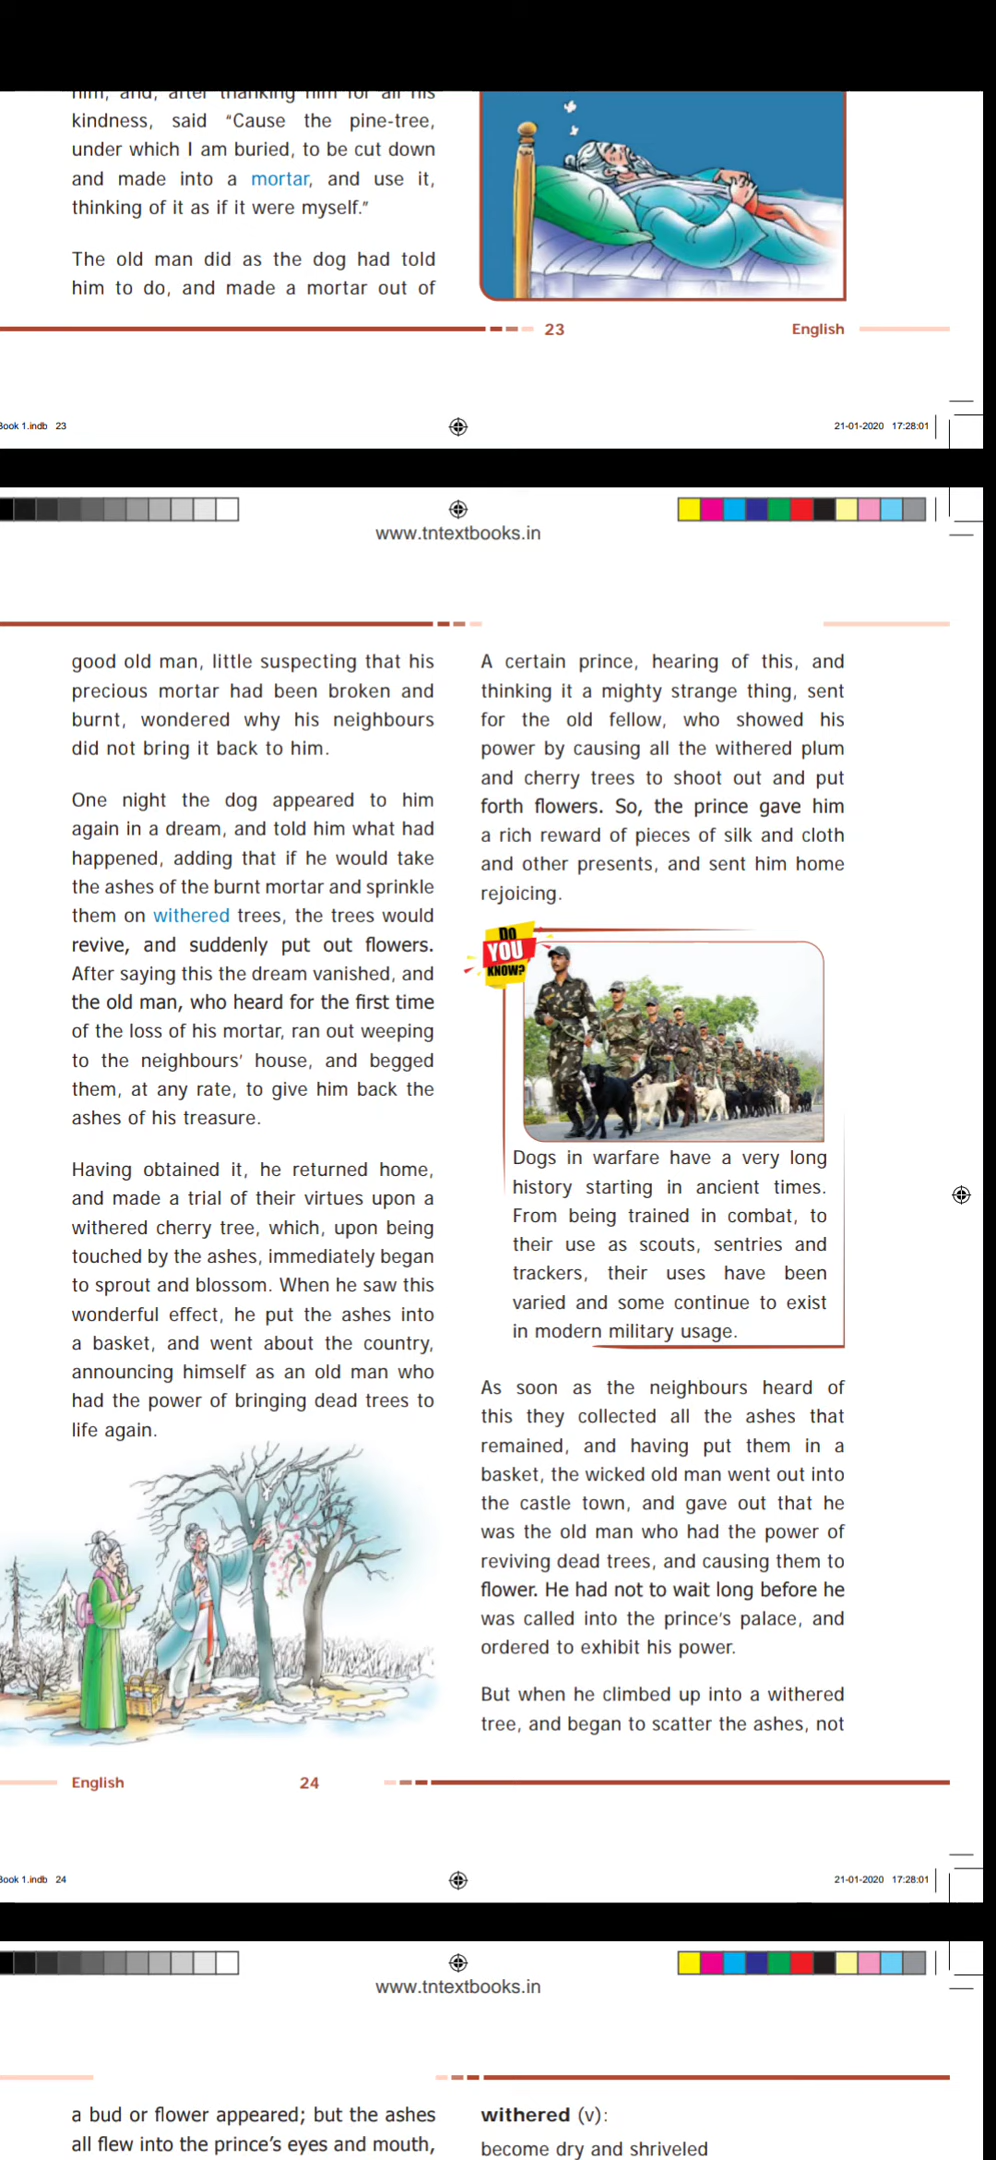 him, and, after thanking him for all his
kindness, said “Cause the pine-tree,
under which I am buried, to be cut down
and made into a mortar, and use it,
thinking of it as if it were myself.”
The old man did as the dog had told
him to do, and made a mortar out of
23
English
Book 1.indb 23
21-01-2020 17:28:01
www.tntextbooks.in
good old man, little suspecting that his
precious mortar had been broken and
burnt, wondered why his neighbours
did not bring it back to him.
One night the dog appeared to him
again in a dream, and told him what had
happened, adding that if he would take
the ashes of the burnt mortar and sprinkle
them on withered trees, the trees would
revive, and suddenly put out flowers.
After saying this the dream vanished, and
the old man, who heard for the first time
of the loss of his mortar, ran out weeping
to the neighbours’ house, and begged
them, at any rate, to give him back the
ashes of his treasure.
Having obtained it, he returned home,
and made a trial of their virtues upon a
withered cherry tree, which, upon being
touched by the ashes, immediately began
to sprout and blossom. When he saw this
wonderful effect, he put the ashes into
a basket, and went about the country,
announcing himself as an old man who
had the power of bringing dead trees to
life again.
A certain prince, hearing of this, and
thinking it a mighty strange thing, sent
for the old fellow, who showed his
power by causing all the withered plum
and cherry trees to shoot out and put
forth flowers. So, the prince gave him
a rich reward of pieces of silk and cloth
and other presents, and sent him home
rejoicing.
DO
YOU
KNOW?
Dogs in warfare have a very long
history starting in ancient times.
From being trained in combat, to
their use as scouts, sentries and
trackers, their uses have been
varied and some continue to exist
in modern military usage.
As soon as the neighbours heard of
this they collected all the ashes that
remained, and having put them in a
basket, the wicked old man went out into
the castle town, and gave out that he
was the old man who had the power of
reviving dead trees, and causing them to
flower. He had not to wait long before he
was called into the prince’s palace, and
ordered to exhibit his power.
But when he climbed up into a withered
tree, and began to scatter the ashes, not
English
24
Book 1.indb 24
21-01-2020 17:28:01
www.tntextbooks.in
a bud or flower appeared; but the ashes
all flew into the prince’s eyes and mouth,
withered (v):
become dry and shriveled